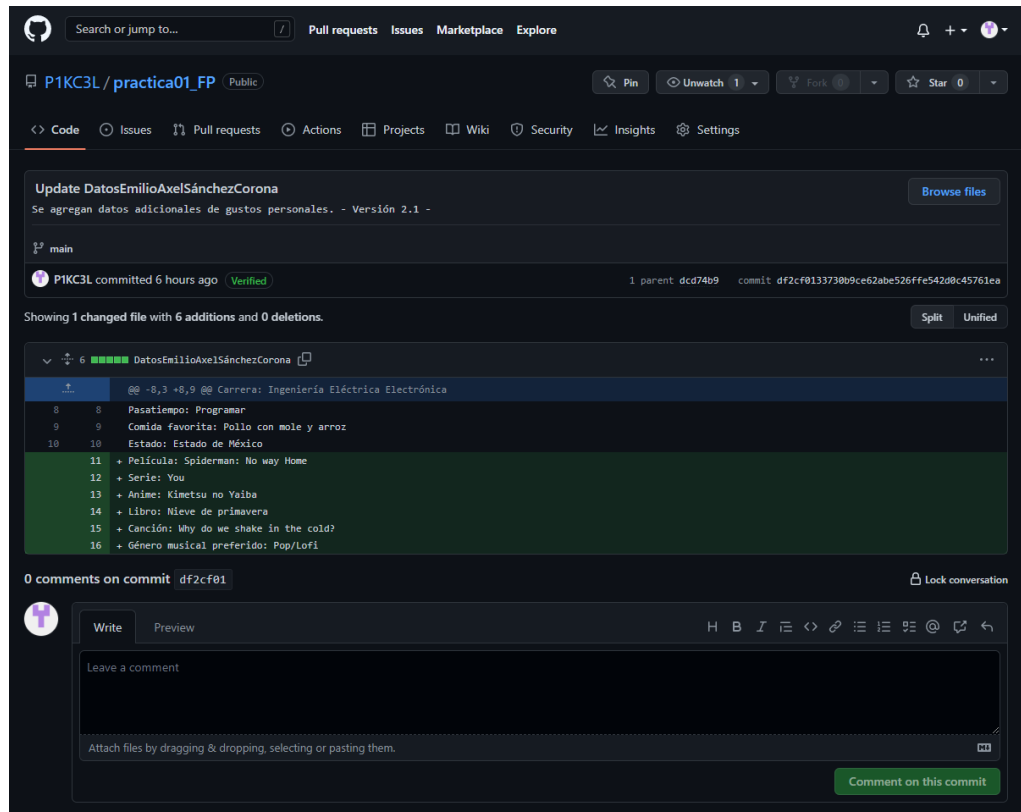 Search or jump to... / Pull requests Issues Marketplace Explore
P1KC3L / practica01_FP Public Pin Unwatch 1 Fork 0 Star 0
<> Code Issues Pull requests Actions Projects Wiki Security Insights Settings
Update DatosEmilioAxelSánchezCorona Browse files
Se agregan datos adicionales de gustos personales. - Versión 2.1 -
main
P1KC3L committed 6 hours ago Verified 1 parent dcd74b9 commit df2cf0133730b9ce62abe526ffe542d0c45761ea
Showing 1 changed file with 6 additions and 0 deletions. Split Unified
6 DatosEmilioAxelSánchezCorona ...
@@ -8,3 +8,9 @@ Carrera: Ingeniería Eléctrica Electrónica
8 8 Pasatiempo: Programar
9 9 Comida favorita: Pollo con mole y arroz
10 10 Estado: Estado de México
11 + Película: Spiderman: No way Home
12 + Serie: You
13 + Anime: Kimetsu no Yaiba
14 + Libro: Nieve de primavera
15 + Canción: Why do we shake in the cold?
16 + Género musical preferido: Pop/Lofi
0 comments on commit df2cf01 Lock conversation
Write Preview H B I <> @
Leave a comment
Attach files by dragging & dropping, selecting or pasting them.
Comment on this commit